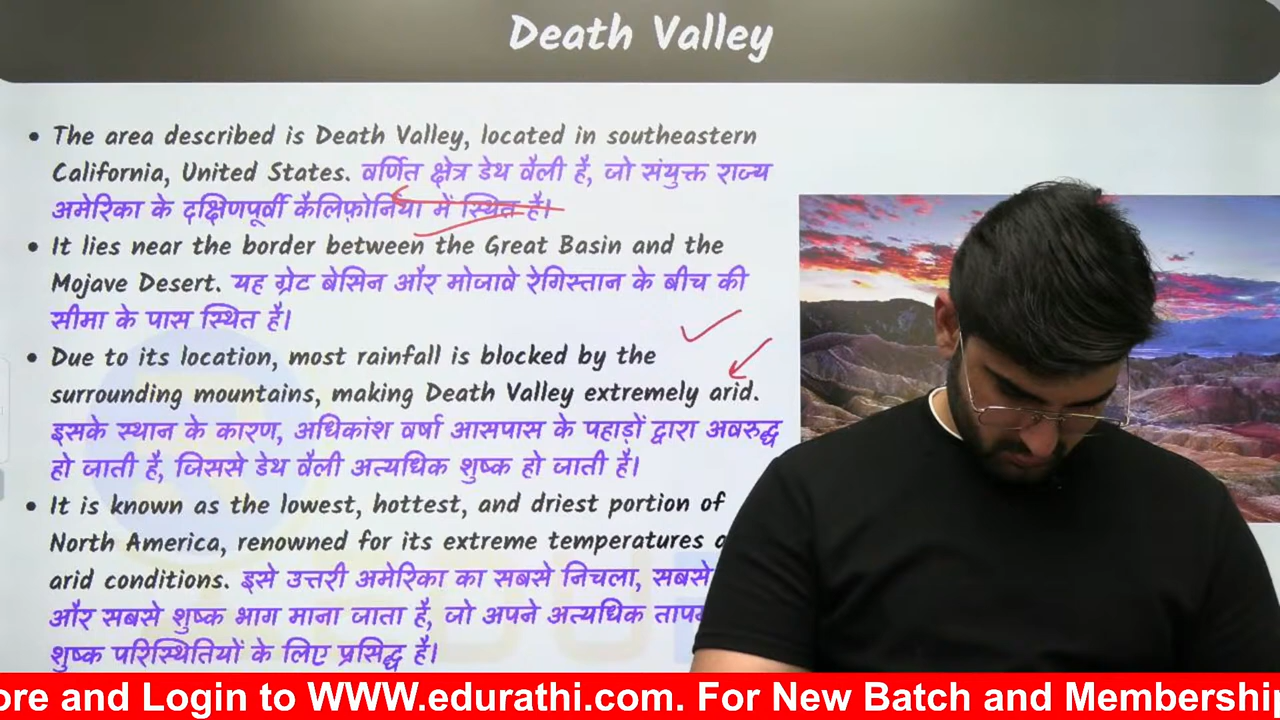 Death Valley
• The area described is Death Valley, located in southeastern
California, United States. वर्णित क्षेत्र डेथ वैली है, जो संयुक्त राज्य
अमेरिका के दक्षिणपूर्वी कैलिफ़ोर्निया में स्थित है।
• It lies near the border between the Great Basin and the
Mojave Desert. यह ग्रेट बेसिन और मोजावे रेगिस्तान के बीच की
सीमा के पास स्थित है।
• Due to its location, most rainfall is blocked by the
surrounding mountains, making Death Valley extremely arid.
इसके स्थान के कारण, अधिकांश वर्षा आसपास के पहाड़ों द्वारा अवरुद्ध
हो जाती है, जिससे डेथ वैली अत्यधिक शुष्क हो जाती है।
• It is known as the lowest, hottest, and driest portion of
North America, renowned for its extreme temperatures
arid conditions. इसे उत्तरी अमेरिका का सबसे निचला, सबसे
और सबसे शुष्क भाग माना जाता है, जो अपने अत्यधिक
शुष्क परिस्थितियों के लिए प्रसिद्ध है।
ore and Login to WWW.edurathi.com. For New Batch and Membership